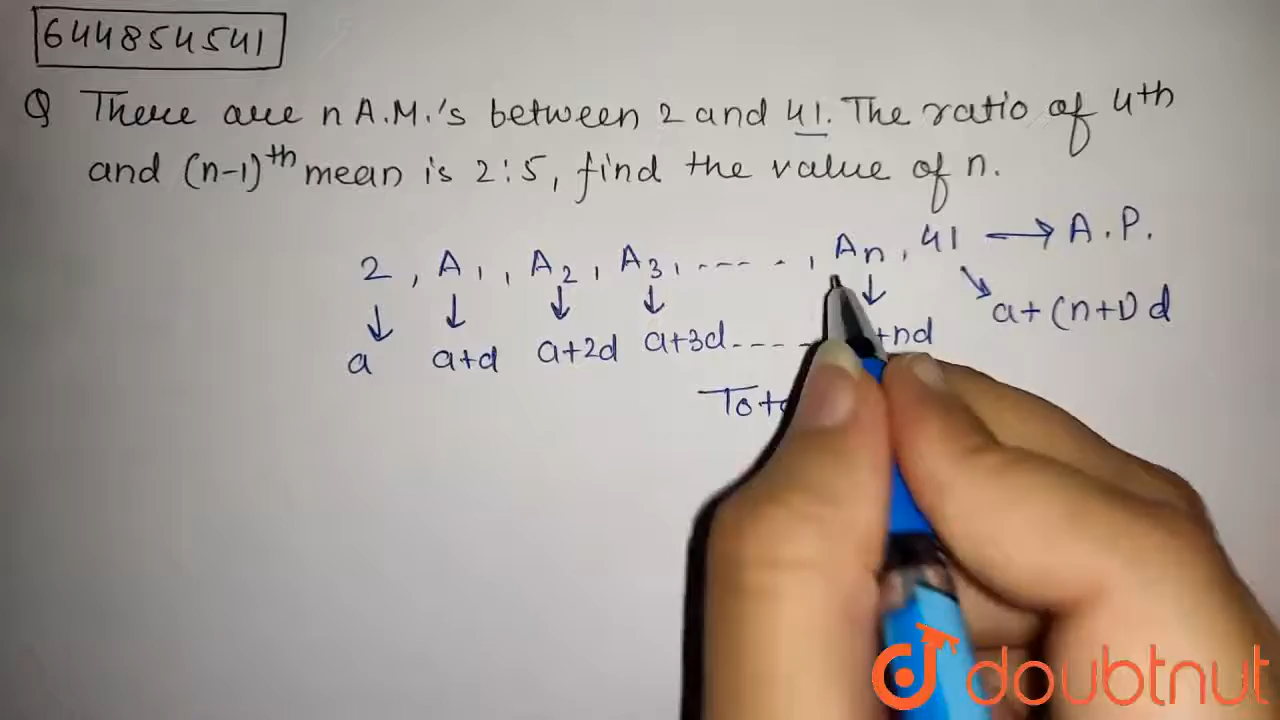 644854541
Q There are n A.M.'s between 2 and 41. The ratio of 4th
and (n-1)th mean is 2:5, find the value of n.
2, A1, A2, A3, -----, An, 41 → A.P.
a a+d a+2d a+3d ---- +nd a+(n+1)d
doubtnut